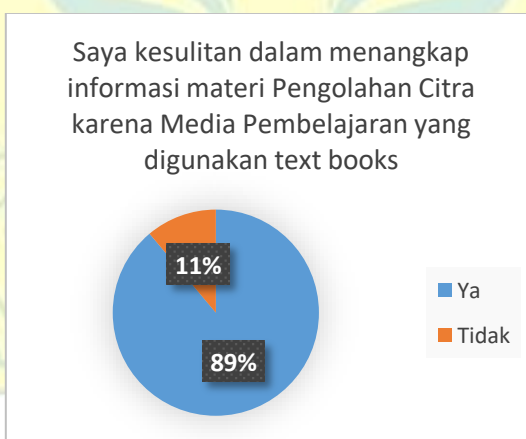 Saya kesulitan dalam menangkap
informasi materi Pengolahan Citra
karena Media Pembelajaran yang
digunakan text books
11%
89%
Ya
Tidak